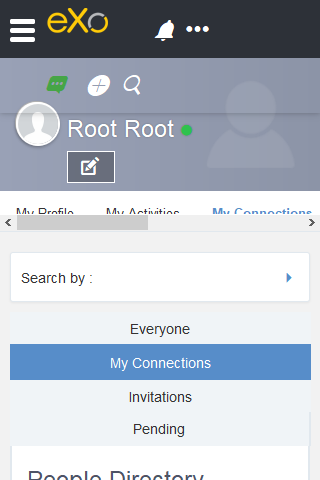 eXo
Root Root
My Profile My Activities My Connections
Search by :
Everyone
My Connections
Invitations
Pending
People Directory